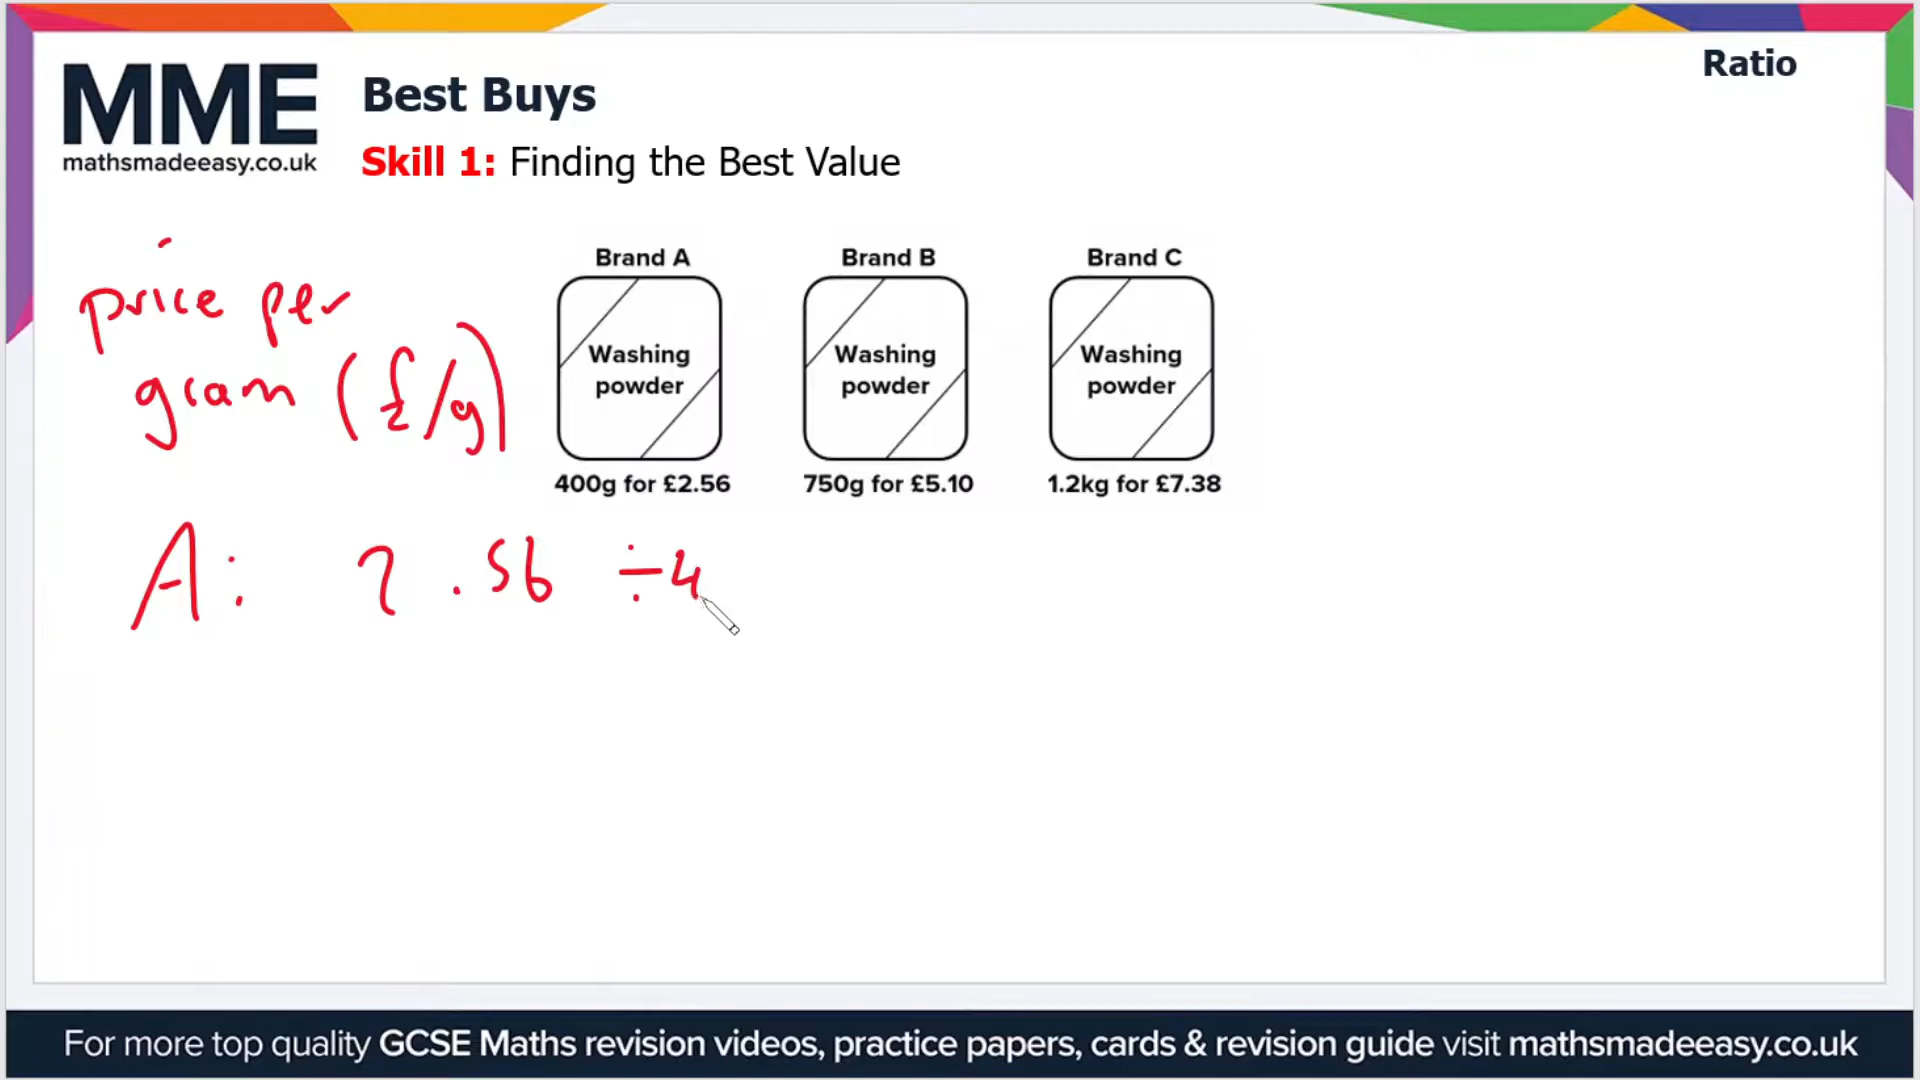 Ratio
MME
mathsmadeeasy.co.uk
Best Buys
Skill 1: Finding the Best Value
price per
gram (£/g)
Brand A
Washing
powder
400g for £2.56
Brand B
Washing
powder
750g for £5.10
Brand C
Washing
powder
1.2kg for £7.38
A: 2.56 ÷4
For more top quality GCSE Maths revision videos, practice papers, cards & revision guide visit mathsmadeeasy.co.uk